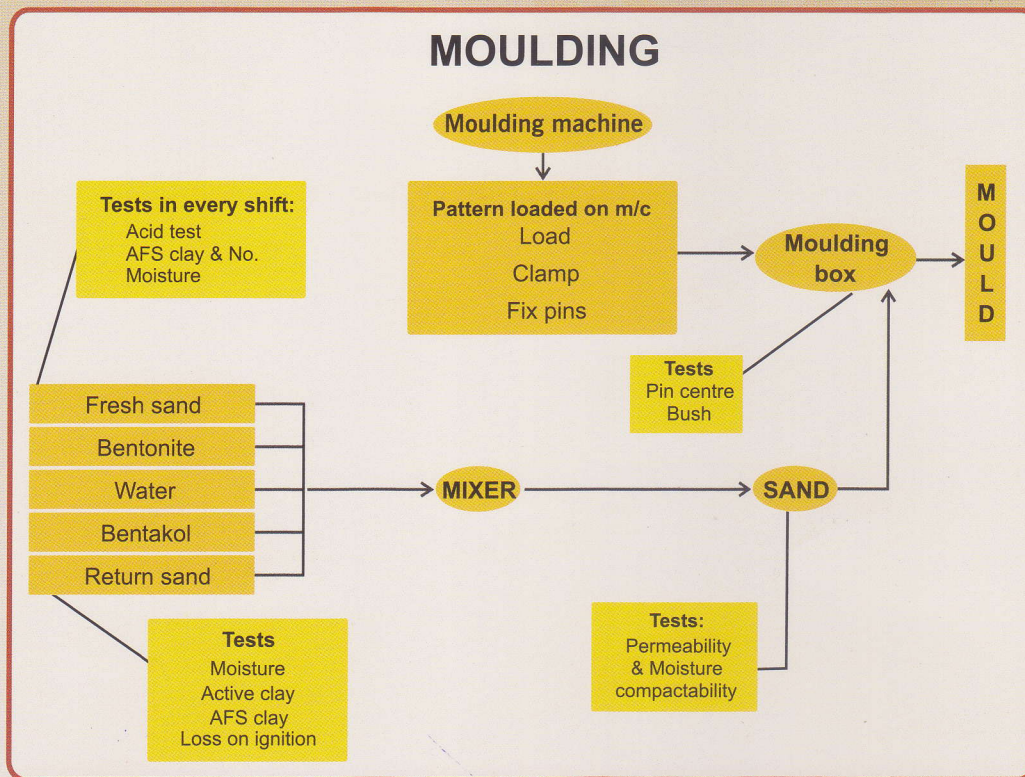 MOULDING
Moulding machine
Pattern loaded on m/c
Load
Clamp
Fix pins
Moulding
box
M
O
U
L
D
Tests in every shift:
Acid test
AFS clay & No.
Moisture
Tests
Pin centre
Bush
Fresh sand
Bentonite
Water
Bentakol
Return sand
MIXER
SAND
Tests
Moisture
Active clay
AFS clay
Loss on ignition
Tests:
Permeability
& Moisture
compactability